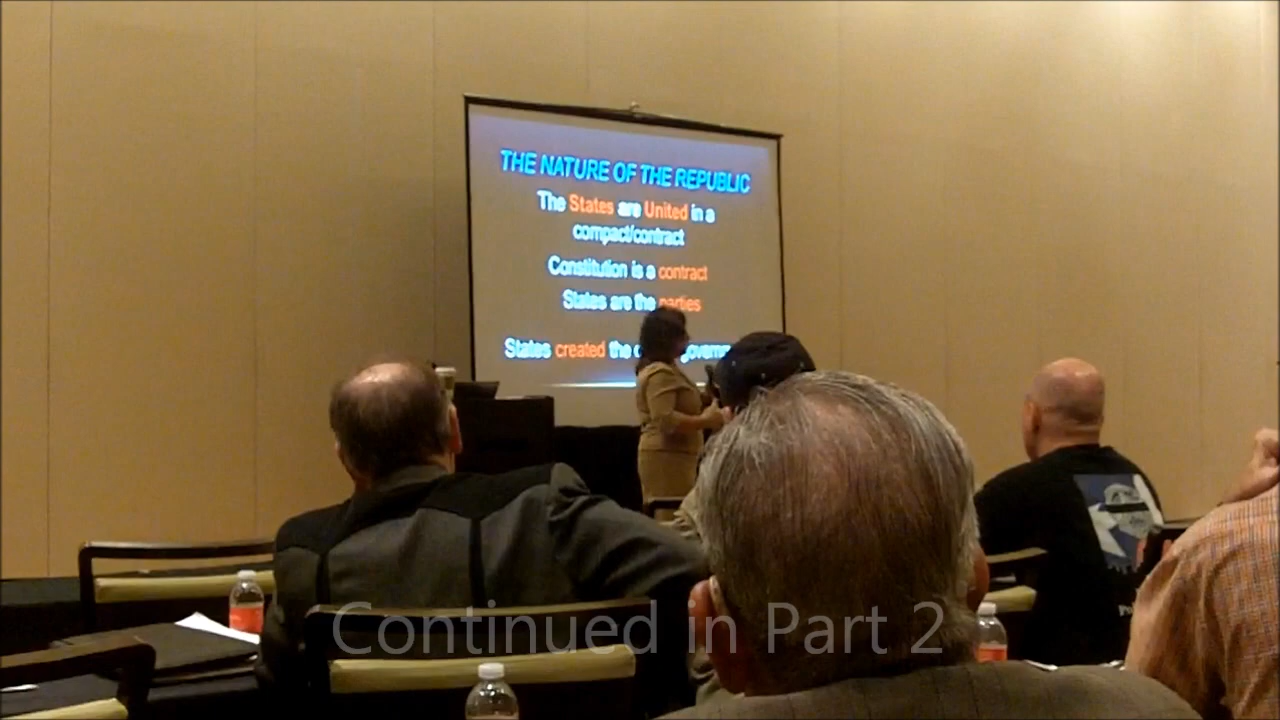 THE NATURE OF THE REPUBLIC
The States are United in a
compact/contract
Constitution is a contract
States are the parties
States created the
Continued in Part 2